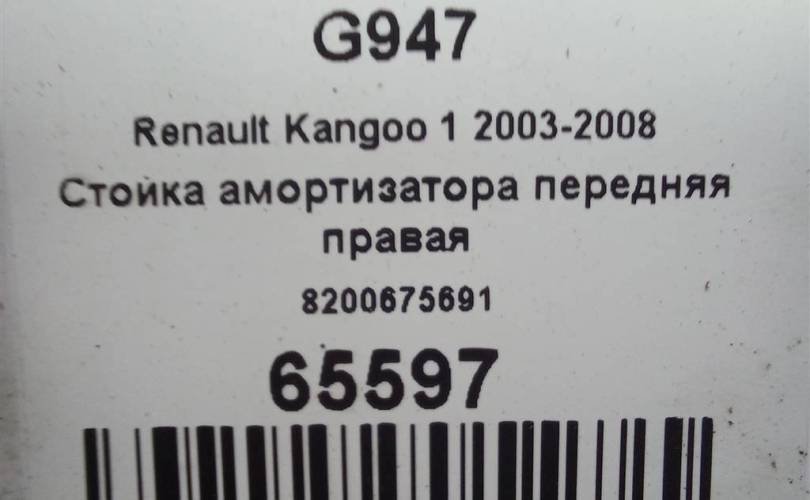 G947
Renault Kangoo 1 2003-2008
Стойка амортизатора передняя
правая
8200675691
65597